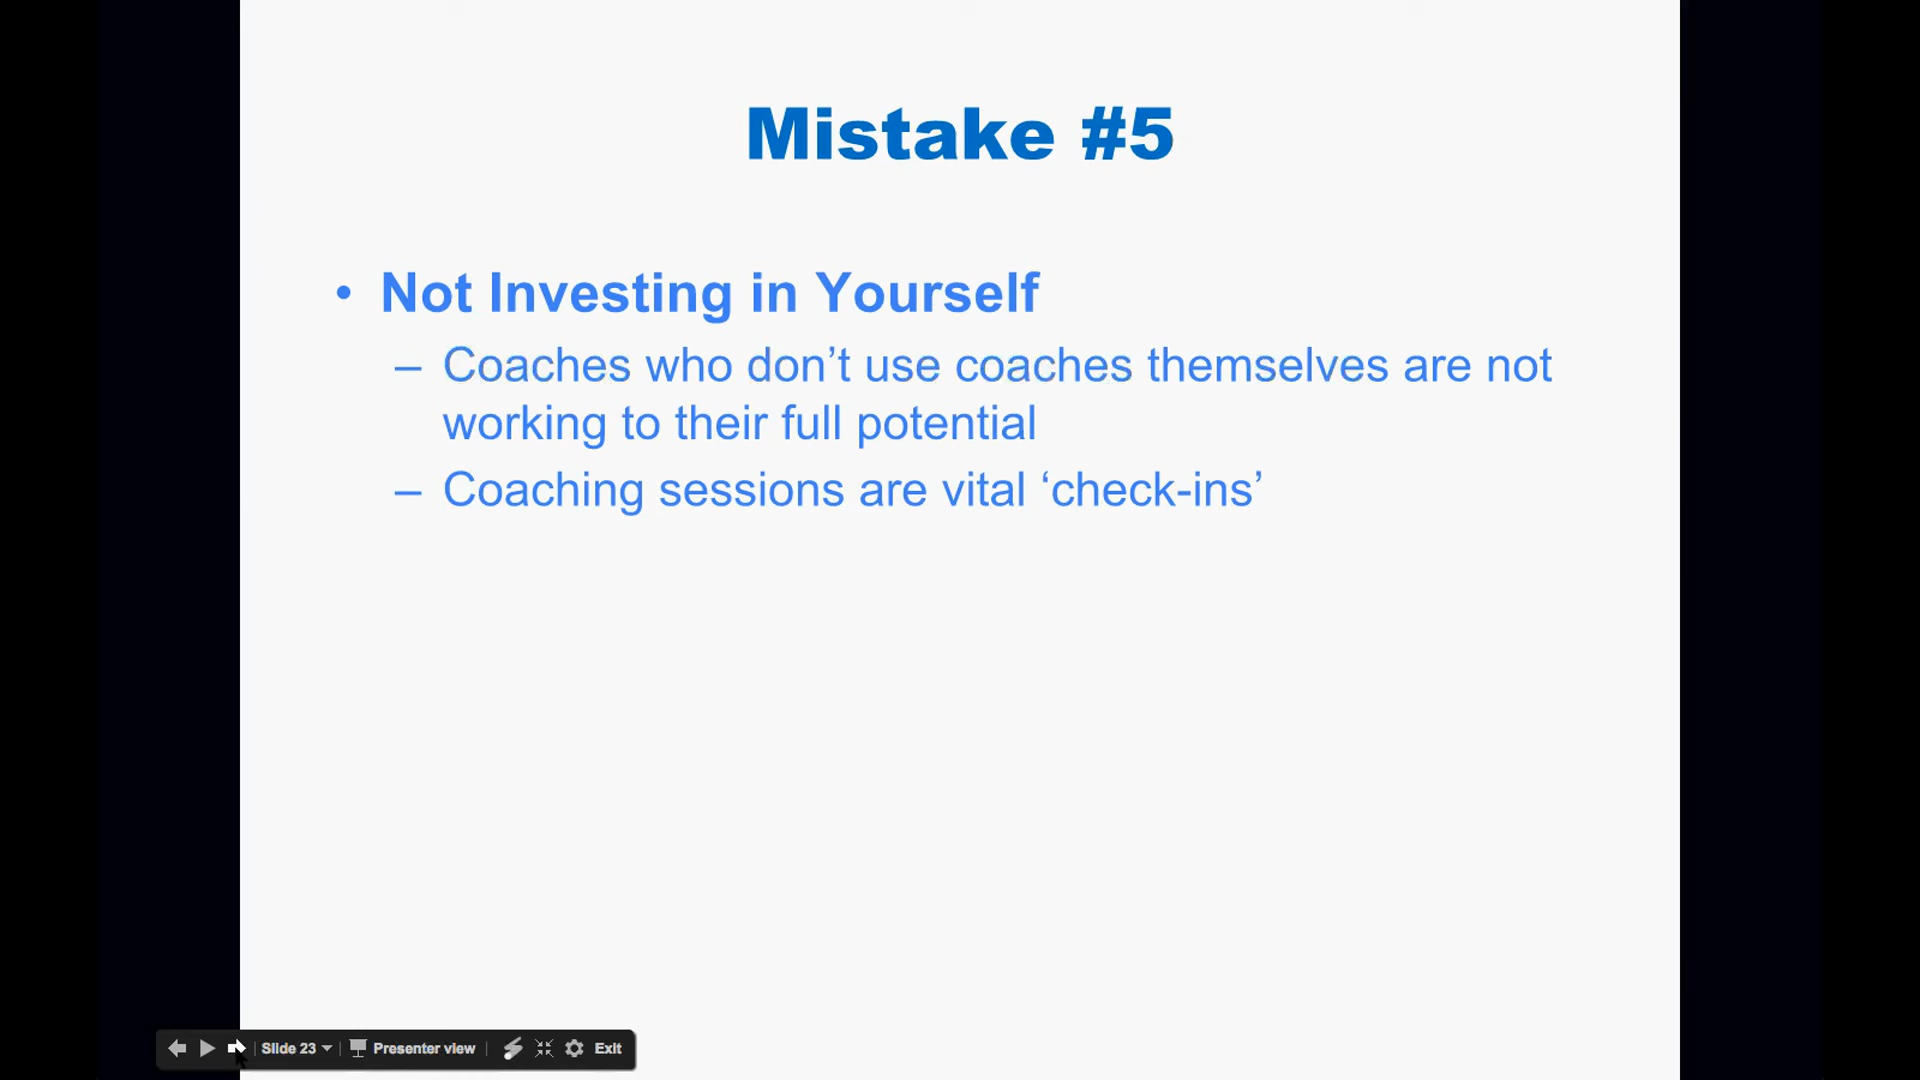 Mistake #5
• Not Investing in Yourself
– Coaches who don’t use coaches themselves are not
working to their full potential
– Coaching sessions are vital ‘check-ins’
Slide 23 Presenter view Exit